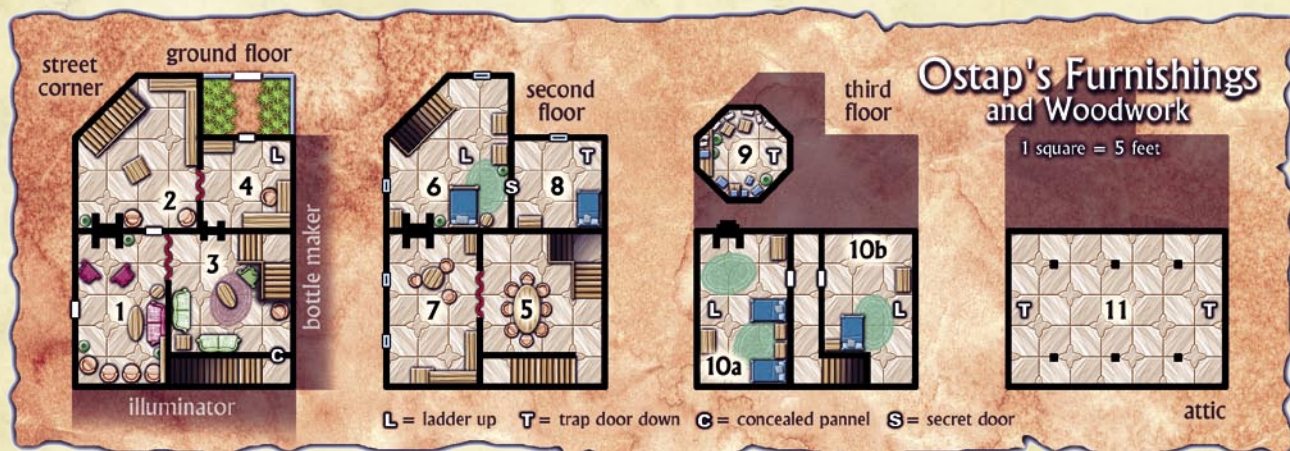 street
corner
ground floor
L
4
2
3
1
C
bottle maker
illuminator
second
floor
L
T
6
S
8
7
5
third
floor
9
T
10b
L
L
10a
Ostap's Furnishings
and Woodwork
1 square = 5 feet
T
11
T
attic
L = ladder up T = trap door down C = concealed pannel S = secret door